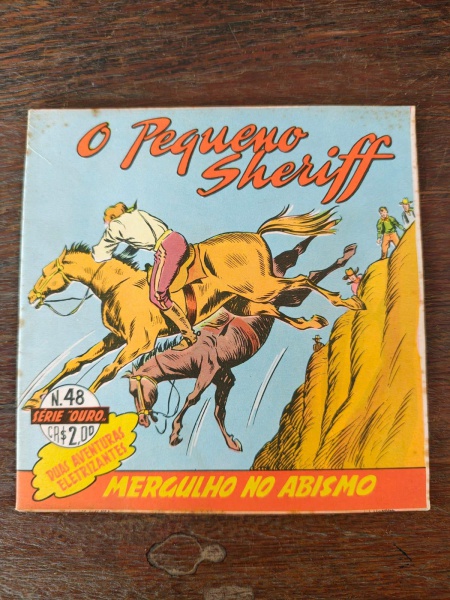 O Pequeno
Sheriff
N. 48
SÉRIE "OURO"
CR$ 2,00
DUAS AVENTURAS
ELETRIZANTES
MERGULHO NO ABISMO